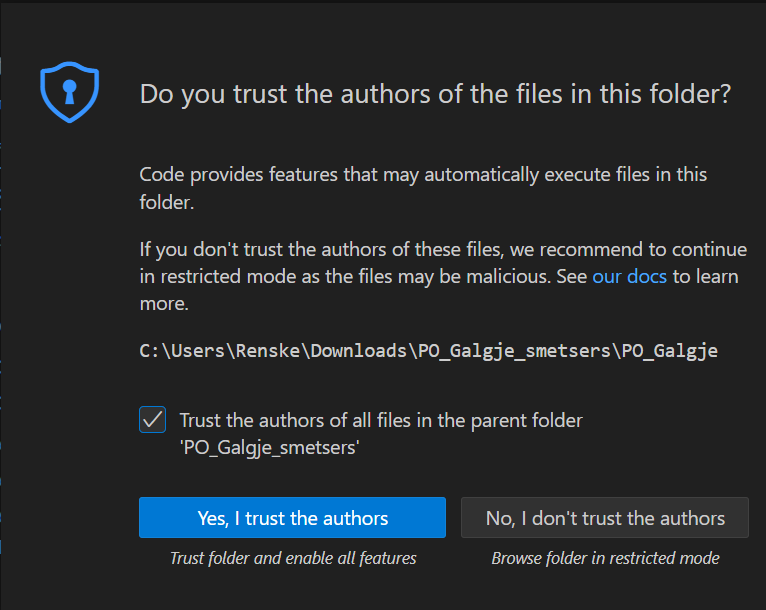 Do you trust the authors of the files in this folder?
Code provides features that may automatically execute files in this
folder.
If you don't trust the authors of these files, we recommend to continue
in restricted mode as the files may be malicious. See our docs to learn
more.
C:\Users\Renske\Downloads\PO_Galgje_smetsers\PO_Galgje
Trust the authors of all files in the parent folder
'PO_Galgje_smetsers'
Yes, I trust the authors
No, I don't trust the authors
Trust folder and enable all features
Browse folder in restricted mode